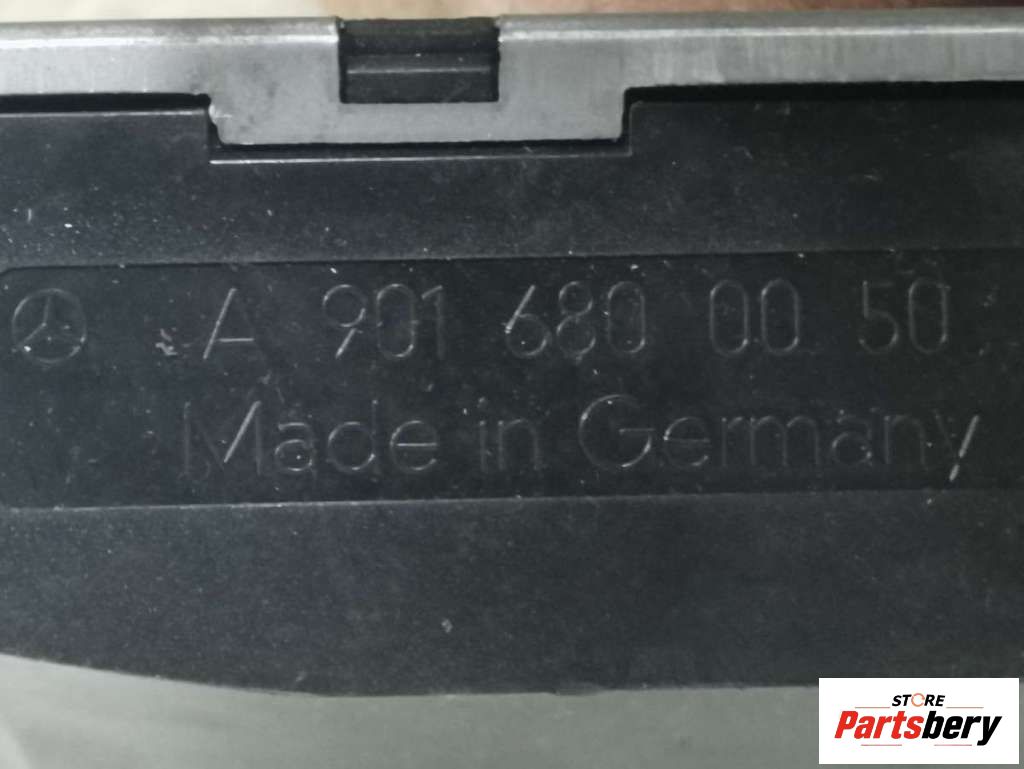 A 901 680 00 50
Made in Germany
STORE
Partsbery